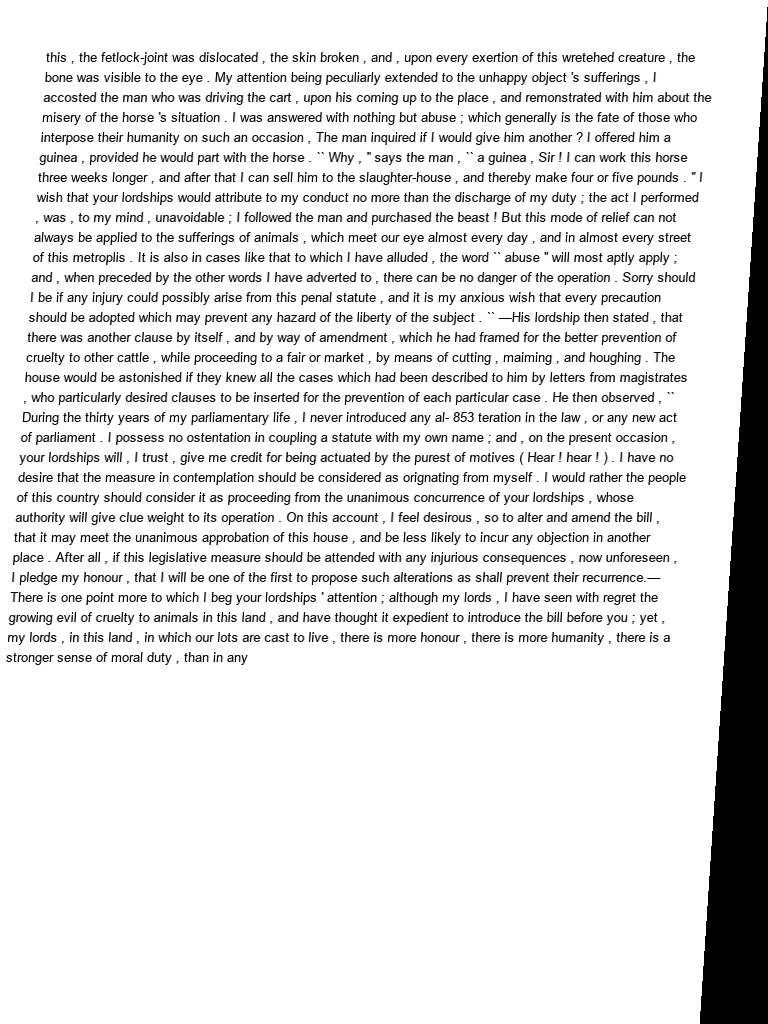 this , the fetlock-joint was dislocated , the skin broken , and , upon every exertion of this wretehed creature , the
bone was visible to the eye . My attention being peculiarly extended to the unhappy object 's sufferings , I
accosted the man who was driving the cart , upon his coming up to the place , and remonstrated with him about the
misery of the horse 's situation . I was answered with nothing but abuse ; which generally is the fate of those who
interpose their humanity on such an occasion , The man inquired if I would give him another ? I offered him a
guinea , provided he would part with the horse . `` Why , " says the man , `` a guinea , Sir ! I can work this horse
three weeks longer , and after that I can sell him to the slaughter-house , and thereby make four or five pounds . " I
wish that your lordships would attribute to my conduct no more than the discharge of my duty ; the act I performed
, was , to my mind , unavoidable ; I followed the man and purchased the beast ! But this mode of relief can not
always be applied to the sufferings of animals , which meet our eye almost every day , and in almost every street
of this metroplis . It is also in cases like that to which I have alluded , the word `` abuse " will most aptly apply ;
and , when preceded by the other words I have adverted to , there can be no danger of the operation . Sorry should
I be if any injury could possibly arise from this penal statute , and it is my anxious wish that every precaution
should be adopted which may prevent any hazard of the liberty of the subject . `` —His lordship then stated , that
there was another clause by itself , and by way of amendment , which he had framed for the better prevention of
cruelty to other cattle , while proceeding to a fair or market , by means of cutting , maiming , and houghing . The
house would be astonished if they knew all the cases which had been described to him by letters from magistrates
, who particularly desired clauses to be inserted for the prevention of each particular case . He then observed , ``
During the thirty years of my parliamentary life , I never introduced any al- 853 teration in the law , or any new act
of parliament . I possess no ostentation in coupling a statute with my own name ; and , on the present occasion ,
your lordships will , I trust , give me credit for being actuated by the purest of motives ( Hear ! hear ! ) . I have no
desire that the measure in contemplation should be considered as orignating from myself . I would rather the people
of this country should consider it as proceeding from the unanimous concurrence of your lordships , whose
authority will give clue weight to its operation . On this account , I feel desirous , so to alter and amend the bill ,
that it may meet the unanimous approbation of this house , and be less likely to incur any objection in another
place . After all , if this legislative measure should be attended with any injurious consequences , now unforeseen ,
I pledge my honour , that I will be one of the first to propose such alterations as shall prevent their recurrence.—
There is one point more to which I beg your lordships ' attention ; although my lords , I have seen with regret the
growing evil of cruelty to animals in this land , and have thought it expedient to introduce the bill before you ; yet ,
my lords , in this land , in which our lots are cast to live , there is more honour , there is more humanity , there is a
stronger sense of moral duty , than in any